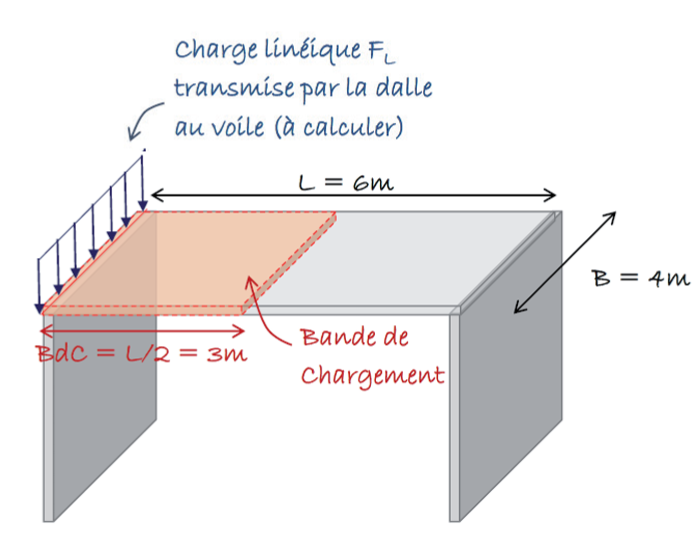 Charge linéique FL
transmise par la dalle
au voile (à calculer)
L = 6m
B = 4m
BdC = L/2 = 3m
Bande de
Chargement